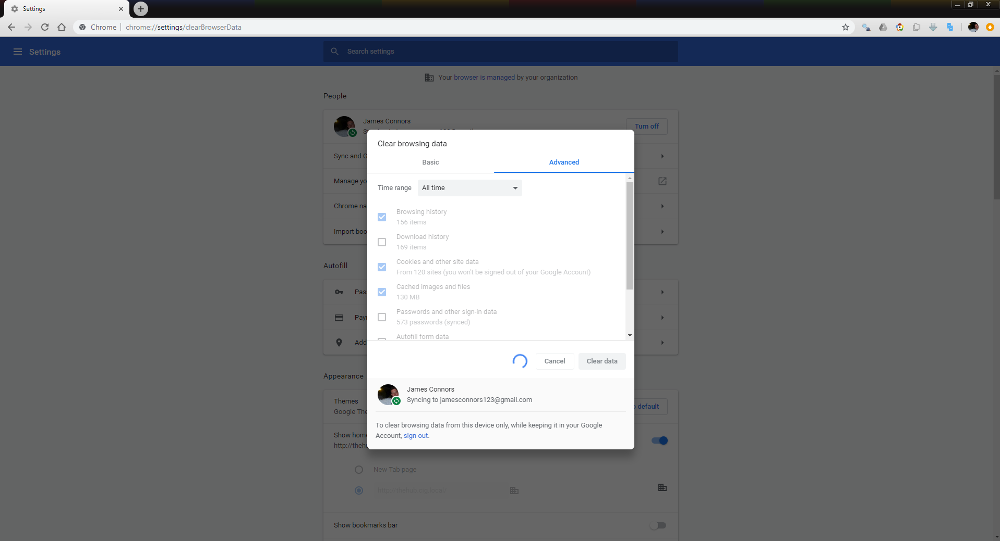 Settings
Chrome
chrome://settings/clearBrowserData
Settings
Search settings
Your browser is managed by your organization
People
James Connors
Turn off
Sync and G
Manage yo
Chrome na
Import boo
Autofill
Pass
Payr
Add
Appearance
Themes
Google The
default
Show home
http://thehu
New Tab page
http://thehub.cig.local/
Show bookmarks bar
Clear browsing data
Basic
Advanced
Time range
All time
Browsing history
156 items
Download history
169 items
Cookies and other site data
From 120 sites (you won't be signed out of your Google Account)
Cached images and files
130 MB
Passwords and other sign-in data
573 passwords (synced)
Autofill form data
Cancel
Clear data
James Connors
Syncing to jamesconnors123@gmail.com
To clear browsing data from this device only, while keeping it in your Google
Account, sign out.